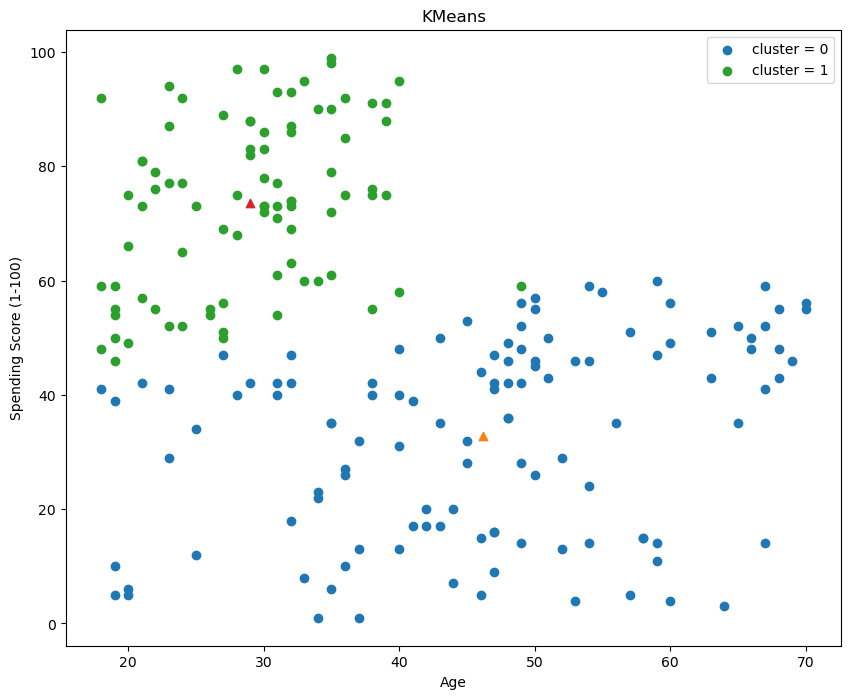 KMeans
cluster = 0
cluster = 1
100
80
60
40
20
0
Spending Score (1-100)
20 30 40 50 60 70
Age